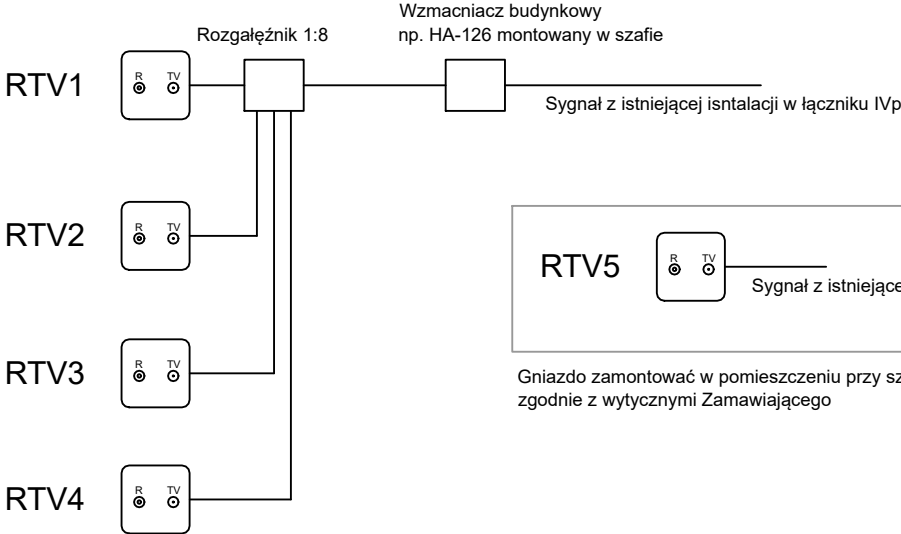 Wzmacniacz budynkowy
Rozgałęźnik 1:8
np. HA-126 montowany w szafie
RTV1
R TV
Sygnał z istniejącej isntalacji w łączniku IVp
RTV2
R TV
RTV5
R TV
Sygnał z istniejące
RTV3
R TV
Gniazdo zamontować w pomieszczeniu przy sz
zgodnie z wytycznymi Zamawiającego
RTV4
R TV